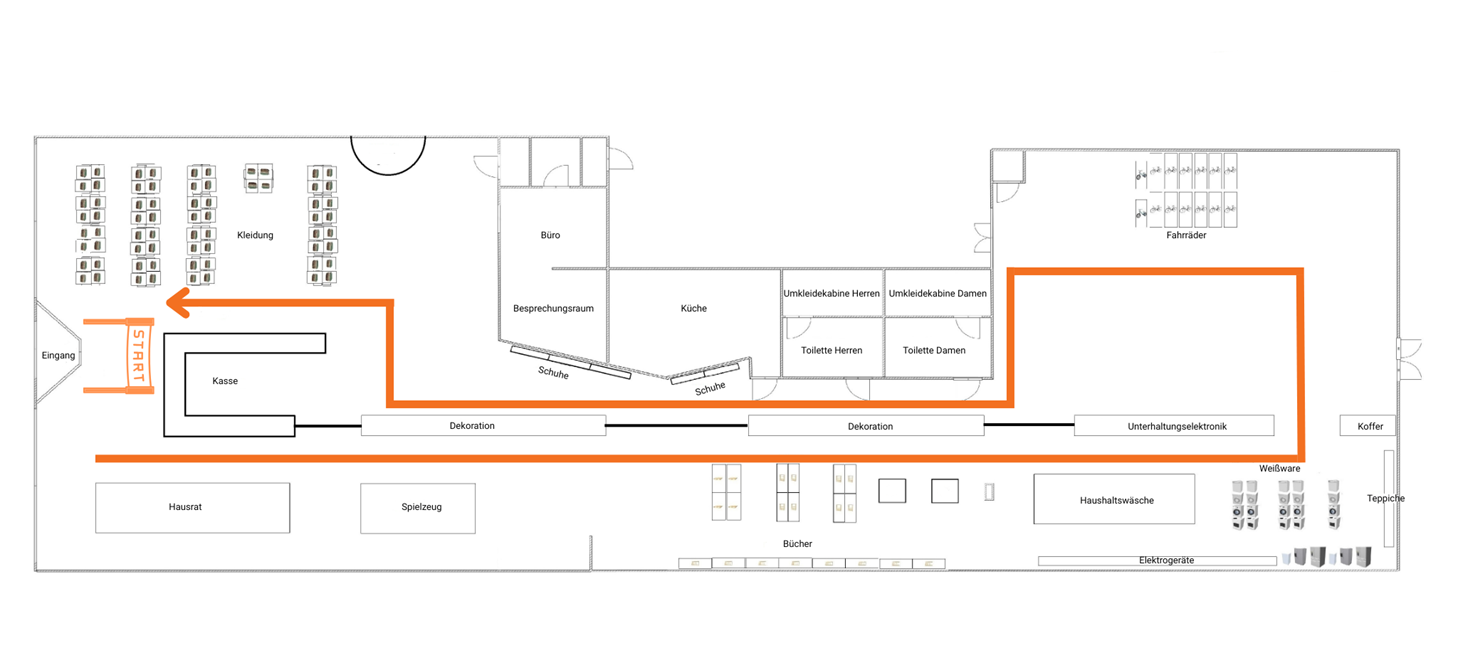 Kleidung
Büro
Fahrräder
Besprechungsraum
Küche
Umkleidekabine Herren
Umkleidekabine Damen
Eingang
START
Toilette Herren
Toilette Damen
Kasse
Schuhe
Schuhe
Dekoration
Dekoration
Unterhaltungselektronik
Koffer
Weißware
Teppiche
Hausrat
Spielzeug
Haushaltswäsche
Bücher
Elektrogeräte